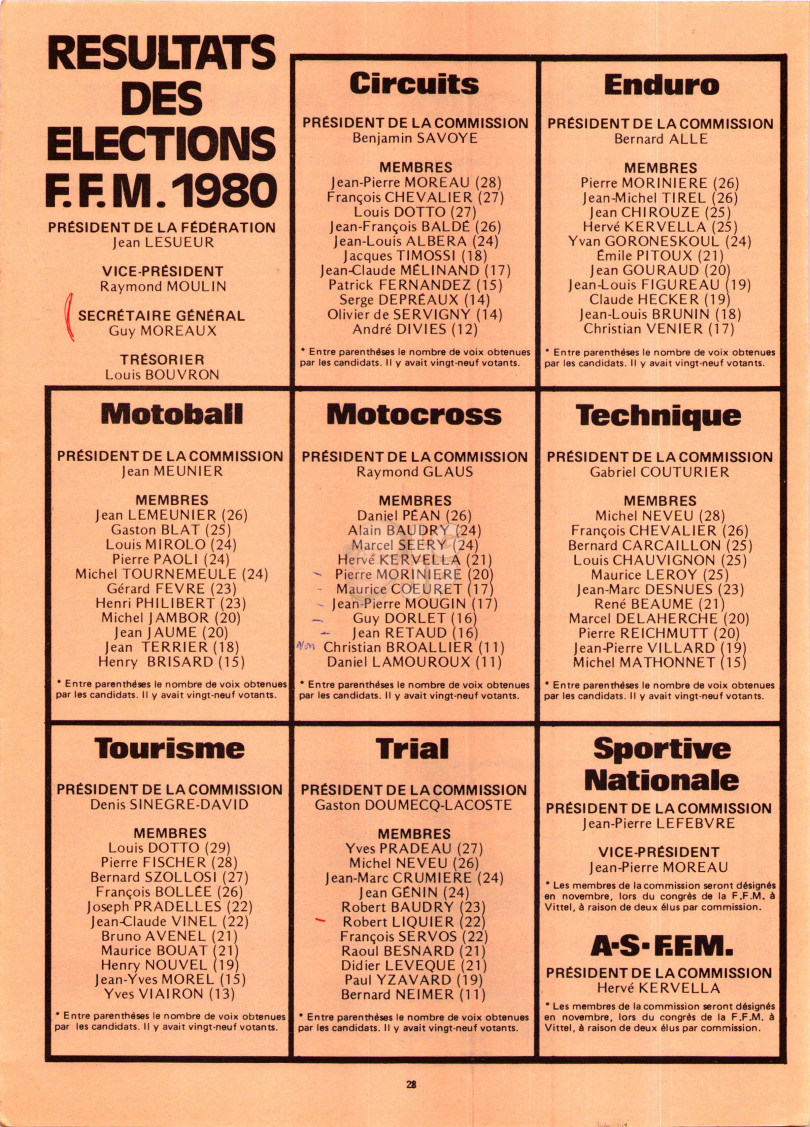 RESULTATS
DES
ELECTIONS
F.F.M. 1980
PRÉSIDENT DE LA FÉDÉRATION
Jean LESUEUR
VICE-PRÉSIDENT
Raymond MOULIN
SECRÉTAIRE GÉNÉRAL
Guy MOREAUX
TRÉSORIER
Louis BOUVRON
Circuits
PRÉSIDENT DE LA COMMISSION
Benjamin SAVOYE
MEMBRES
Jean-Pierre MOREAU (28)
François CHEVALIER (27)
Louis DOTTO (27)
Jean-François BALDÉ (26)
Jean-Louis ALBERA (24)
Jacques TIMOSSI (18)
Jean-Claude MÉLINAND (17)
Patrick FERNANDEZ (15)
Serge DEPRÉAUX (14)
Olivier de SERVIGNY (14)
André DIVIES (12)
* Entre parenthèses le nombre de voix obtenues
par les candidats. Il y avait vingt-neuf votants.
Enduro
PRÉSIDENT DE LA COMMISSION
Bernard ALLE
MEMBRES
Pierre MORINIERE (26)
Jean-Michel TIREL (26)
Jean CHIROUZE (25)
Hervé KERVELLA (25)
Yvan GORONESKOUL (24)
Émile PITOUX (21)
Jean GOURAUD (20)
Jean-Louis FIGUREAU (19)
Claude HECKER (19)
Jean-Louis BRUNIN (18)
Christian VENIER (17)
* Entre parenthèses le nombre de voix obtenues
par les candidats. Il y avait vingt-neuf votants.
Motoball
PRÉSIDENT DE LA COMMISSION
Jean MEUNIER
MEMBRES
Jean LEMEUNIER (26)
Gaston BLAT (25)
Louis MIROLO (24)
Pierre PAOLI (24)
Michel TOURNEMEULE (24)
Gérard FEVRE (23)
Henri PHILIBERT (23)
Michel JAMBOR (20)
Jean JAUME (20)
Jean TERRIER (18)
Henry BRISARD (15)
* Entre parenthèses le nombre de voix obtenues
par les candidats. Il y avait vingt-neuf votants.
Motocross
PRÉSIDENT DE LA COMMISSION
Raymond GLAUS
MEMBRES
Daniel PÉAN (26)
Alain BAUDRY (24)
Marcel SEERY (24)
Hervé KERVELLA (21)
Pierre MORINIERE (20)
Maurice COEURET (17)
Jean-Pierre MOUGIN (17)
Guy DORLET (16)
Jean RETAUD (16)
Non Christian BROALLIER (11)
Daniel LAMOUROUX (11)
* Entre parenthèses le nombre de voix obtenues
par les candidats. Il y avait vingt-neuf votants.
Technique
PRÉSIDENT DE LA COMMISSION
Gabriel COUTURIER
MEMBRES
Michel NEVEU (28)
François CHEVALIER (26)
Bernard CARCAILLON (25)
Louis CHAUVIGNON (25)
Maurice LEROY (25)
Jean-Marc DESNUES (23)
René BEAUME (21)
Marcel DELAHERCHE (20)
Pierre REICHMUTT (20)
Jean-Pierre VILLARD (19)
Michel MATHONNET (15)
* Entre parenthèses le nombre de voix obtenues
par les candidats. Il y avait vingt-neuf votants.
Tourisme
PRÉSIDENT DE LA COMMISSION
Denis SINEGRE-DAVID
MEMBRES
Louis DOTTO (29)
Pierre FISCHER (28)
Bernard SZOLLOSI (27)
François BOLLÉE (26)
Joseph PRADELLES (22)
Jean-Claude VINEL (22)
Bruno AVENEL (21)
Maurice BOUAT (21)
Henry NOUVEL (19)
Jean-Yves MOREL (15)
Yves VIAIRON (13)
* Entre parenthèses le nombre de voix obtenues
par les candidats. Il y avait vingt-neuf votants.
Trial
PRÉSIDENT DE LA COMMISSION
Gaston DOUMECQ-LACOSTE
MEMBRES
Yves PRADEAU (27)
Michel NEVEU (26)
Jean-Marc CRUMIERE (24)
Jean GÉNIN (24)
Robert BAUDRY (23)
Robert LIQUIER (22)
François SERVOS (22)
Raoul BESNARD (21)
Didier LEVEQUE (21)
Paul YZAVARD (19)
Bernard NEIMER (11)
* Entre parenthèses le nombre de voix obtenues
par les candidats. Il y avait vingt-neuf votants.
Sportive
Nationale
PRÉSIDENT DE LA COMMISSION
Jean-Pierre LEFEBVRE
VICE-PRÉSIDENT
Jean-Pierre MOREAU
* Les membres de la commission seront désignés
en novembre, lors du congrès de la F.F.M. à
Vittel, à raison de deux élus par commission.
A-S-F.F.M.
PRÉSIDENT DE LA COMMISSION
Hervé KERVELLA
* Les membres de la commission seront désignés
en novembre, lors du congrès de la F.F.M. à
Vittel, à raison de deux élus par commission.
28